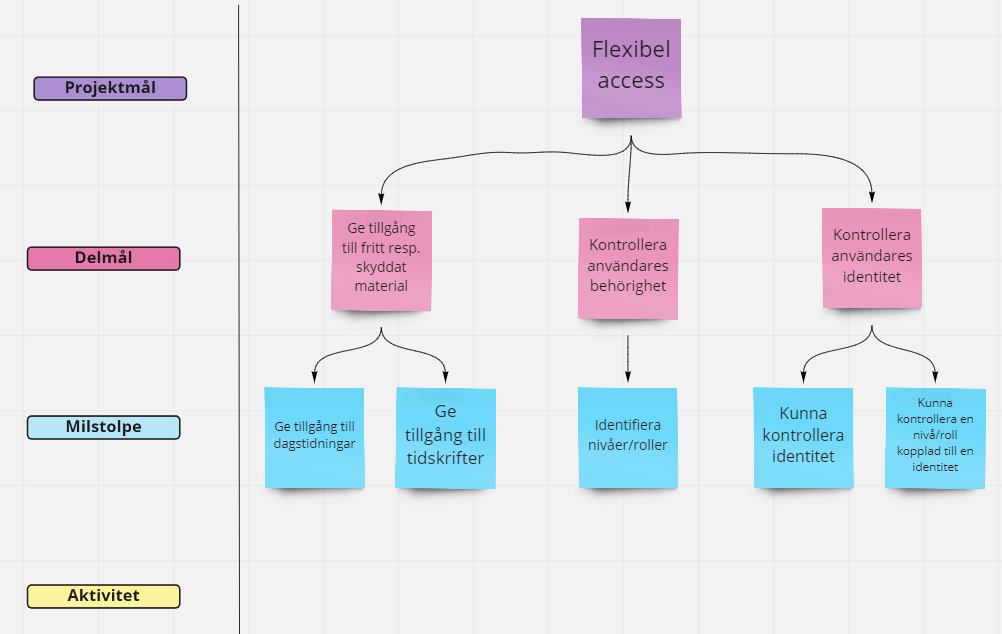 Projektmål
Flexibel
access
Delmål
Ge tillgång
till fritt resp.
skyddat
material
Kontrollera
användares
behörighet
Kontrollera
användares
identitet
Milstolpe
Ge tillgång till
dagstidningar
Ge
tillgång till
tidskrifter
Identifiera
nivåer/roller
Kunna
kontrollera
identitet
Kunna
kontrollera en
nivå/roll
kopplad till en
identitet
Aktivitet